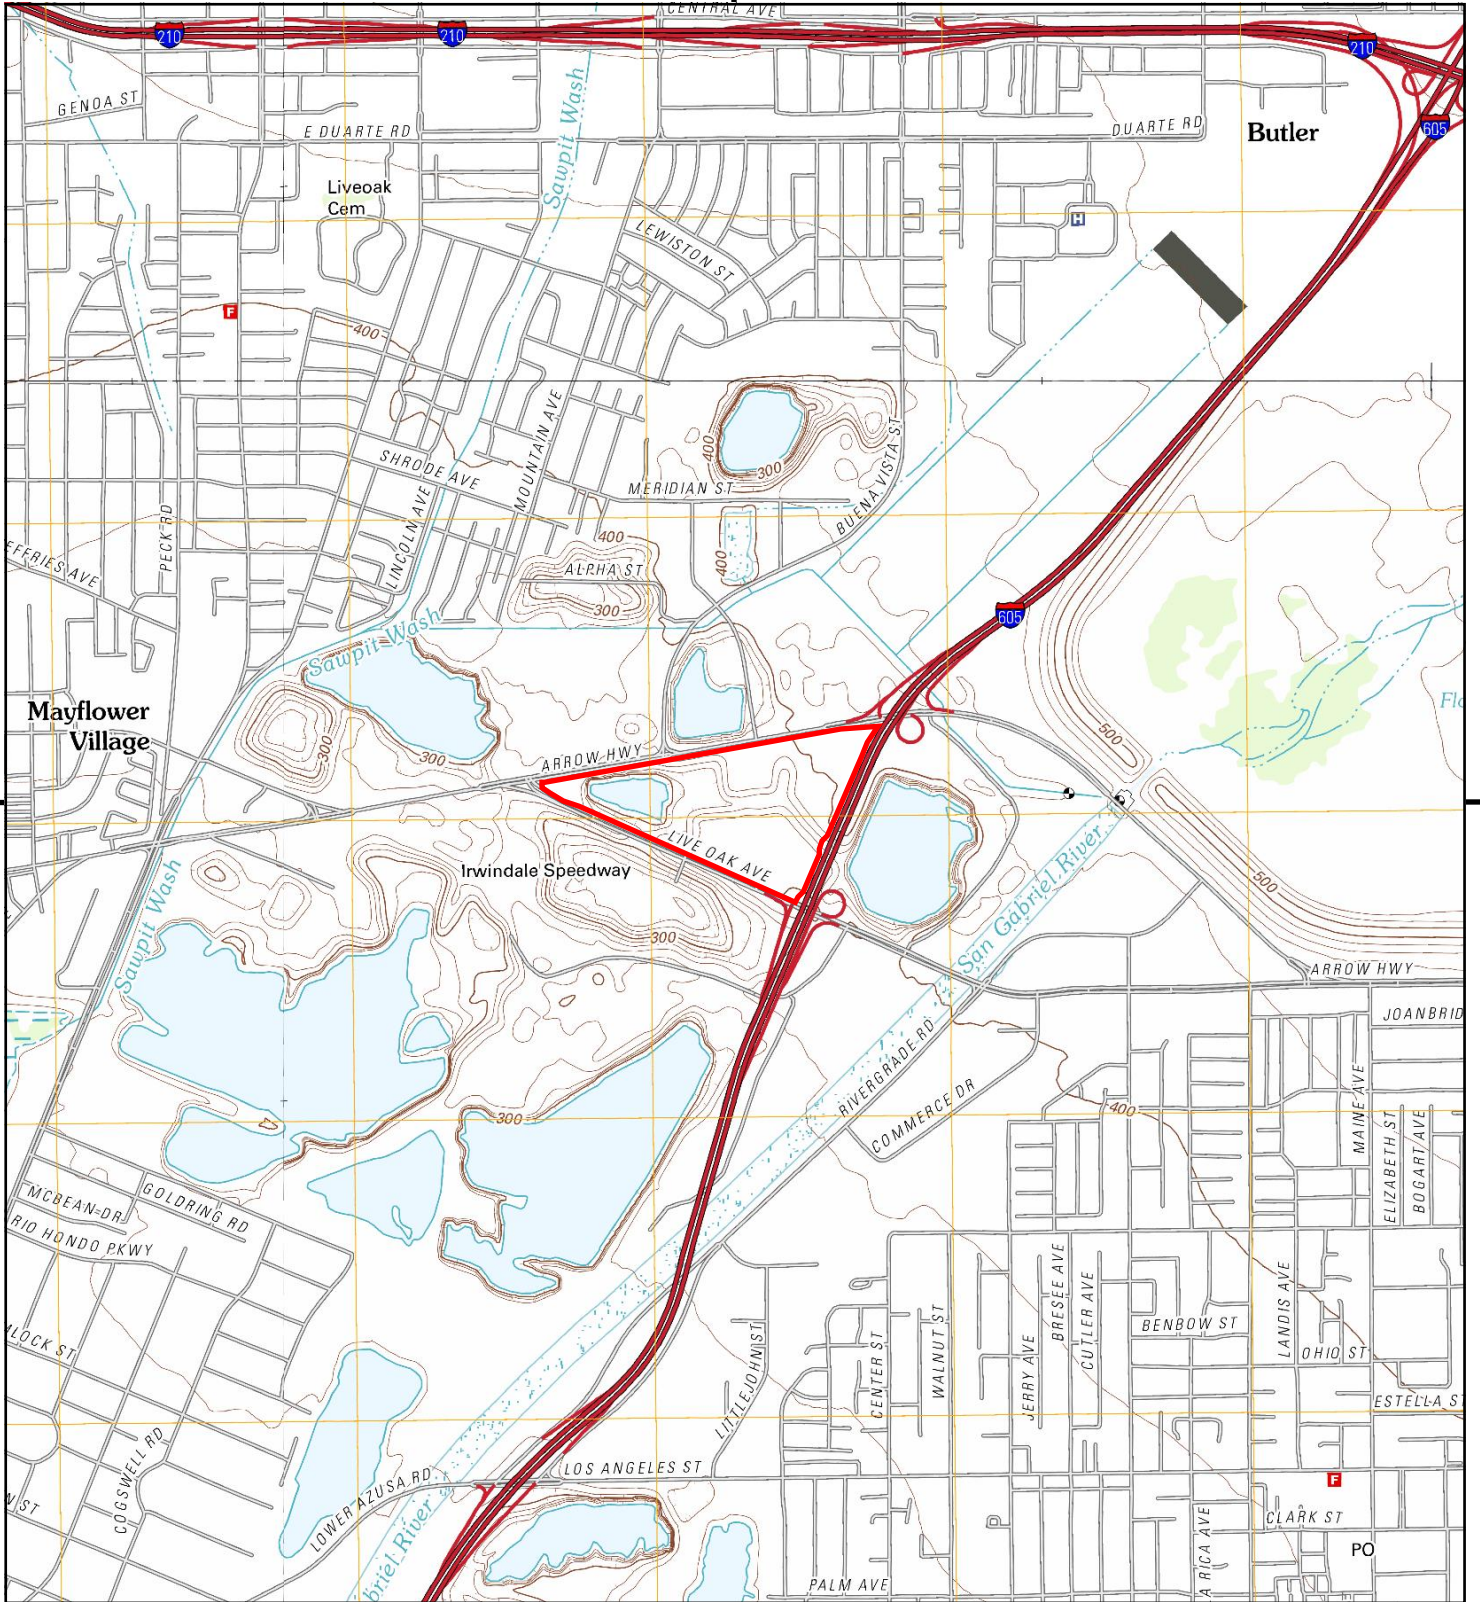 CENTRAL AVE
210
210
210
GENOA ST
E DUARTE RD
DUARTE RD
Butler
605
Sawpit Wash
Liveoak
Cem
H
LEWISTON ST
F
400
SHRODE AVE
MOUNTAIN AVE
LINCOLN AVE
PECK RD
400
300
MERIDIAN ST
BUENA VISTA ST
400
ALPHA ST
300
400
EFFRIES AVE
605
Sawpit Wash
Mayflower
Village
300
300
ARROW HWY
500
Flo
LIVE OAK AVE
Irwindale Speedway
300
Sawpit Wash
San Gabriel River
500
ARROW HWY
JOANBRID
RIVERGRADE RD
COMMERCE DR
400
MAINE AVE
ELIZABETH ST
BOGART AVE
300
MCBEAN DR
GOLDRING RD
RIO HONDO PKWY
MLOCK ST
LITTLEJOHN ST
CENTER ST
WALNUT ST
JERRY AVE
BRESEE AVE
CUTLER AVE
BENBOW ST
LANDIS AVE
OHIO ST
ESTELLA S
COGSWELL RD
LOWER AZUSA RD
LOS ANGELES ST
F
N ST
briel River
CLARK ST
PO
ARICA AVE
PALM AVE